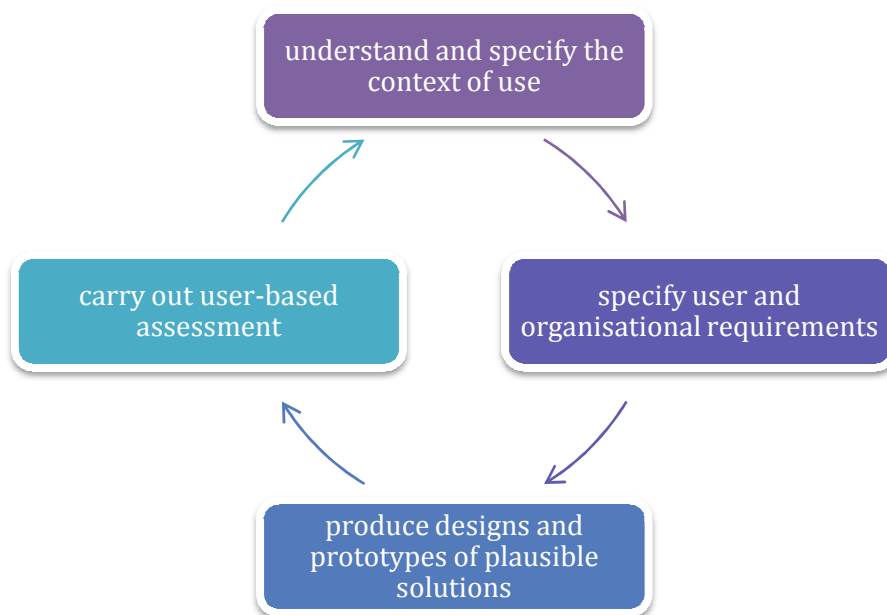 understand and specify the
context of use
carry out user-based
assessment
specify user and
organisational requirements
produce designs and
prototypes of plausible
solutions